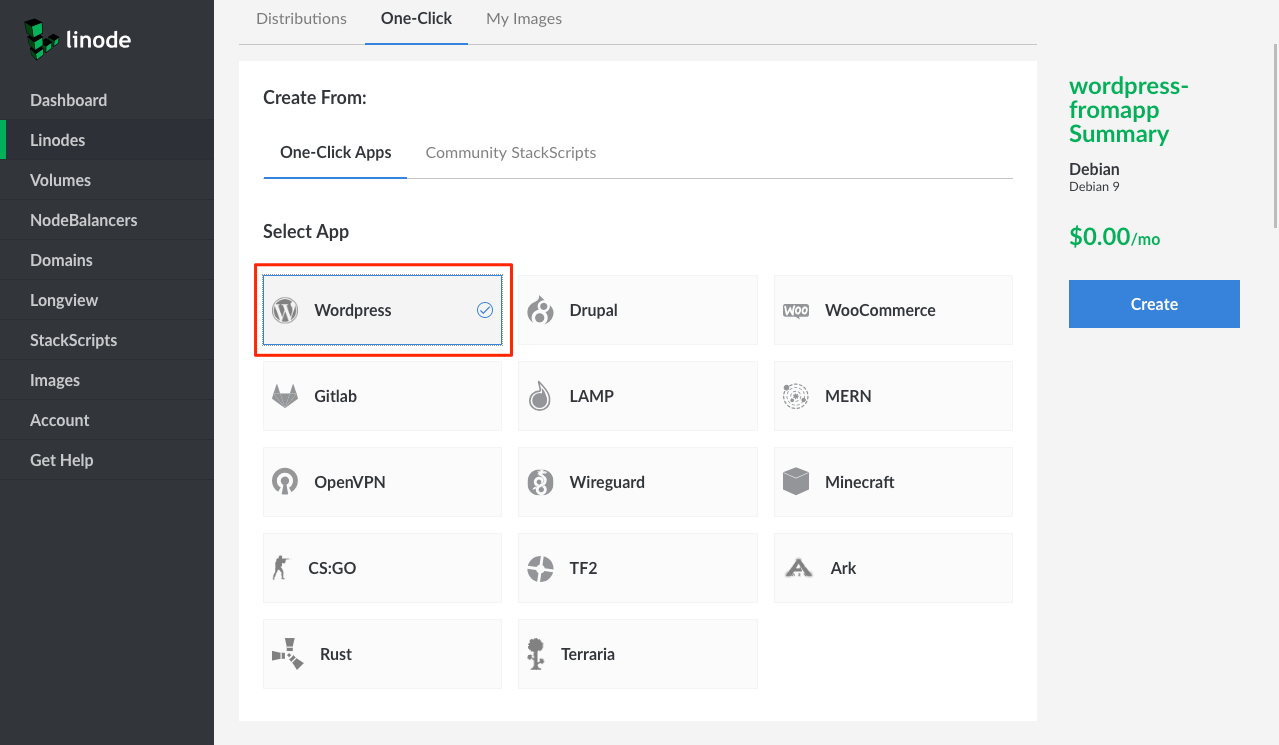 linode
Dashboard
Linodes
Volumes
NodeBalancers
Domains
Longview
StackScripts
Images
Account
Get Help
Distributions
One-Click
My Images
Create From:
One-Click Apps
Community StackScripts
Select App
Wordpress
Drupal
WOO
WooCommerce
Gitlab
LAMP
MERN
OpenVPN
Wireguard
Minecraft
CS:GO
TF2
Ark
Rust
Terraria
wordpress-
fromapp
Summary
Debian
Debian 9
$0.00/mo
Create